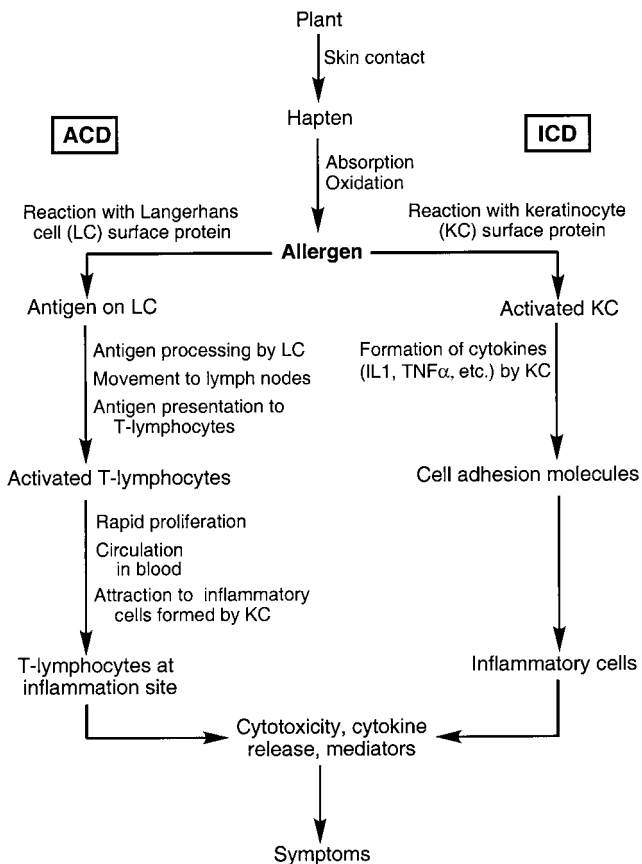 Plant
Skin contact
Hapten
ACD
ICD
Absorption
Oxidation
Reaction with Langerhans
cell (LC) surface protein
Reaction with keratinocyte
(KC) surface protein
Allergen
Antigen on LC
Activated KC
Antigen processing by LC
Movement to lymph nodes
Antigen presentation to
T-lymphocytes
Formation of cytokines
(IL1, TNFα, etc.) by KC
Activated T-lymphocytes
Cell adhesion molecules
Rapid proliferation
Circulation
in blood
Attraction to inflammatory
cells formed by KC
T-lymphocytes at
inflammation site
Inflammatory cells
Cytotoxicity, cytokine
release, mediators
Symptoms